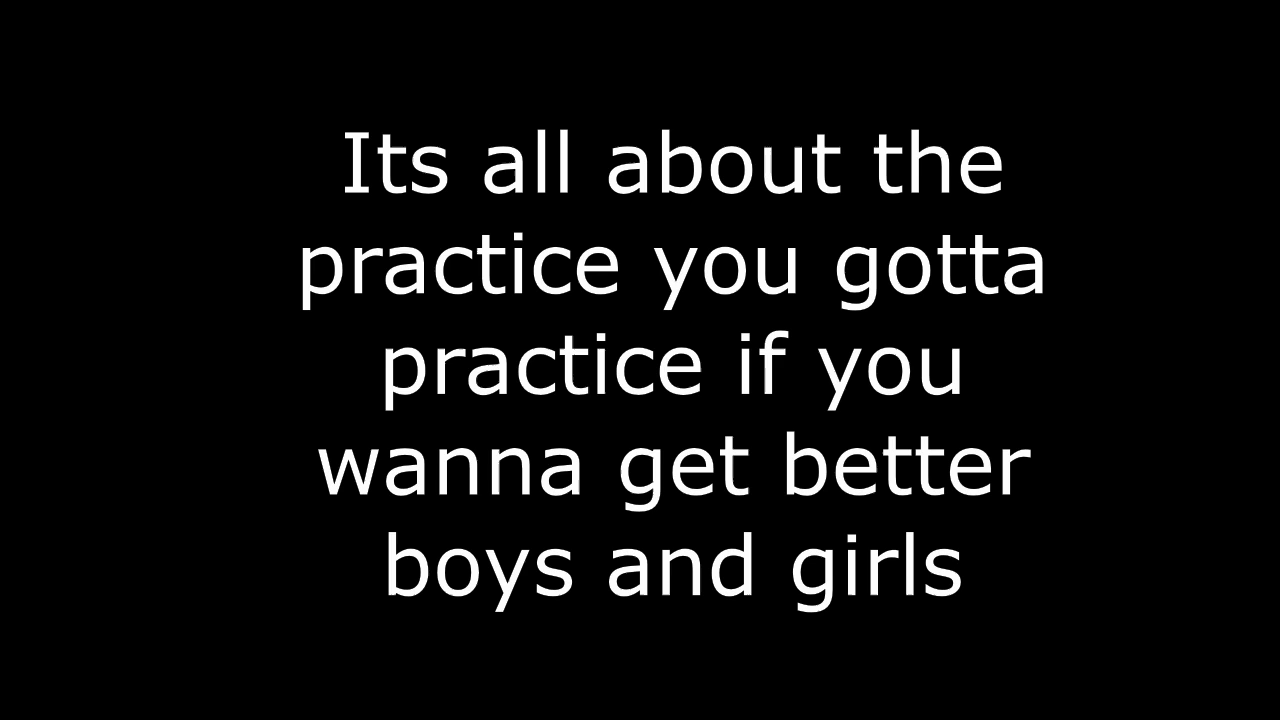 Its all about the
practice you gotta
practice if you
wanna get better
boys and girls